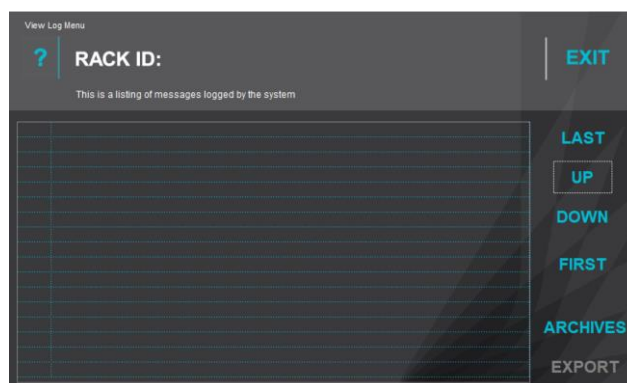 View Log Menu
?
RACK ID:
EXIT
This is a listing of messages logged by the system
LAST
UP
DOWN
FIRST
ARCHIVES
EXPORT